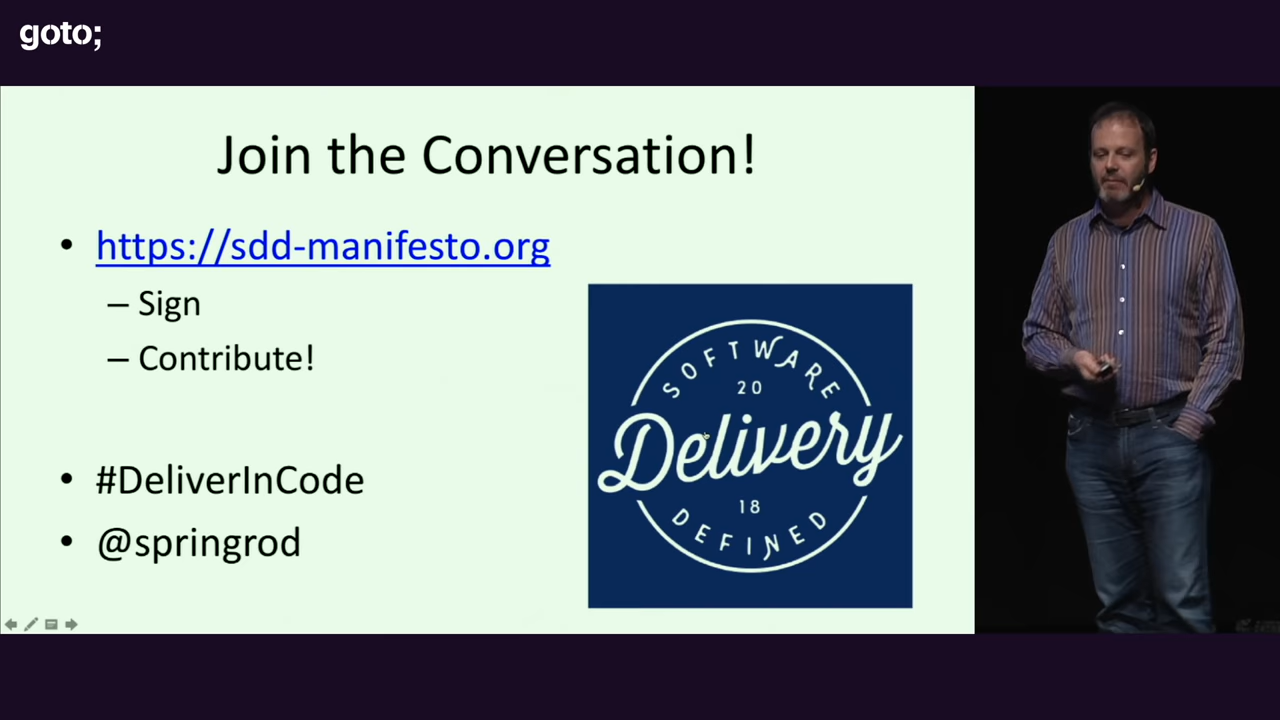 goto;
Join the Conversation!
• https://sdd-manifesto.org
– Sign
– Contribute!
• #DeliverInCode
• @springrod
SOFTWARE
20
Delivery
18
DEFINED